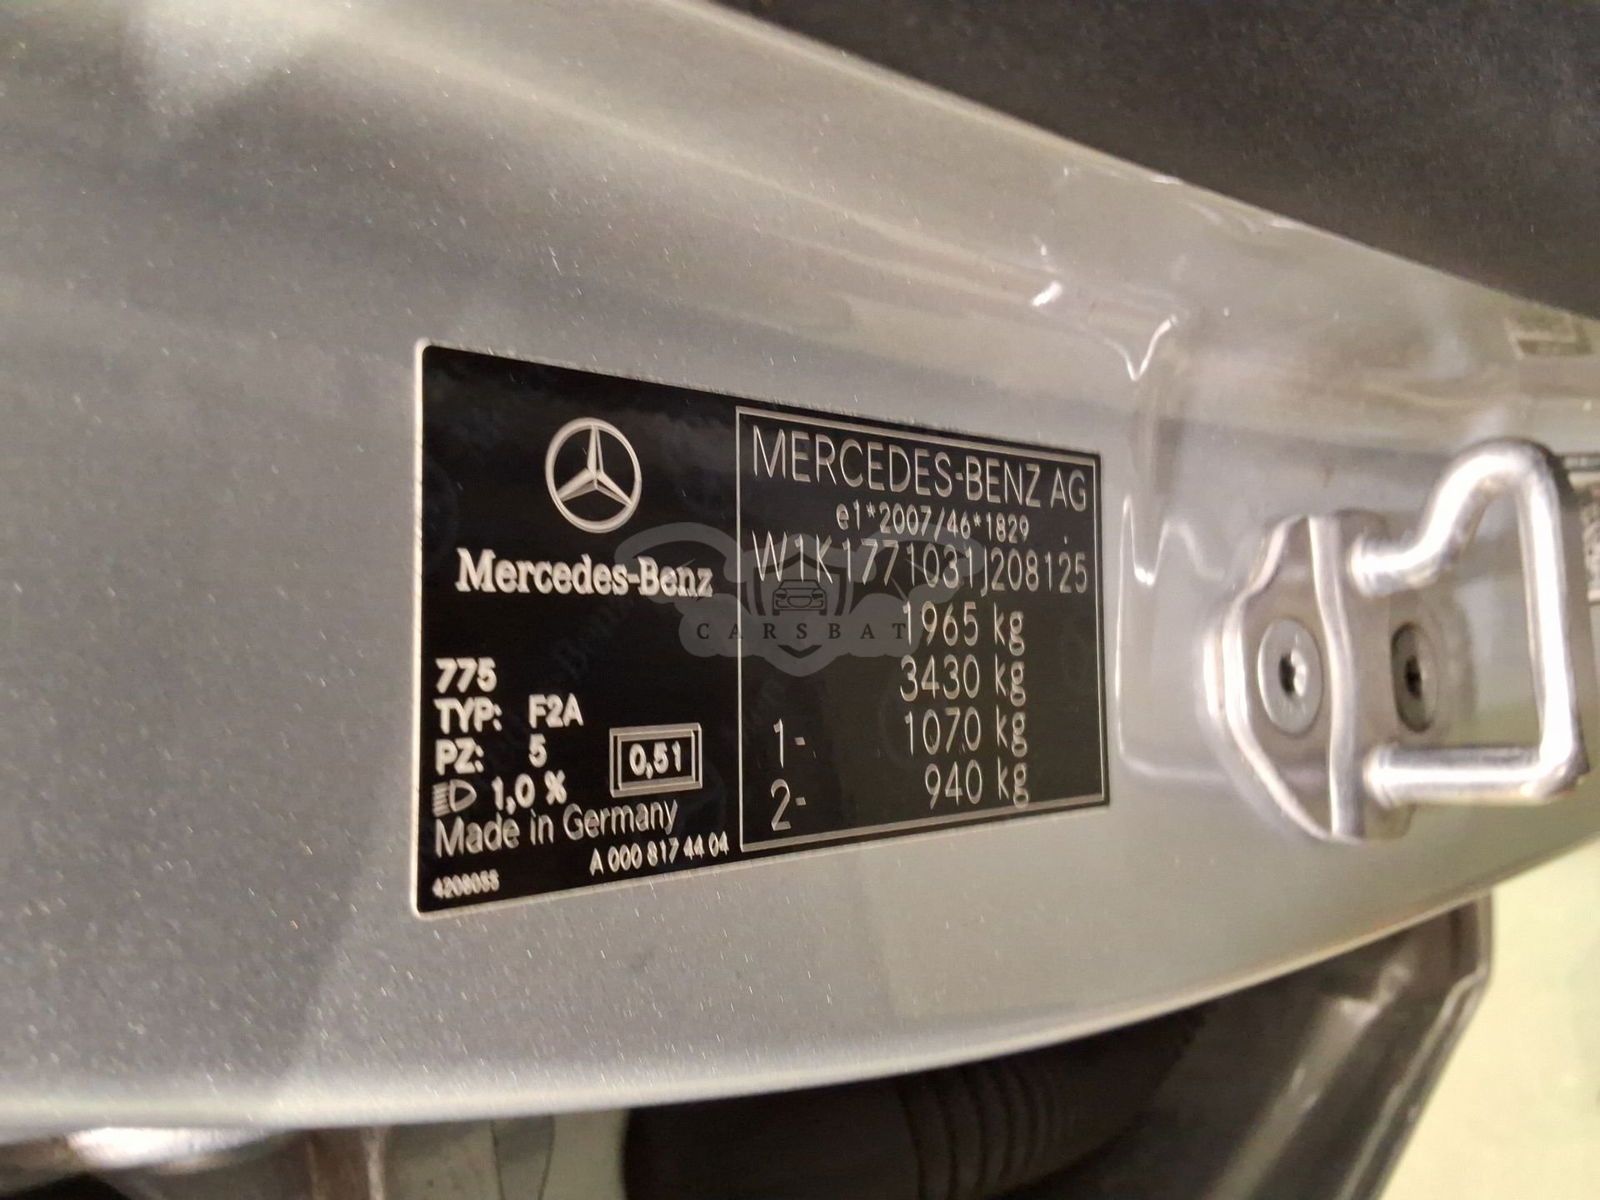 Mercedes-Benz
775
TYP: F2A
PZ: 5
1,0 %
0,51
Made in Germany
A 000 817 44 04
4208055
MERCEDES-BENZ AG
e1*2007/46*1829
W1K1771031J208125
1965 kg
3430 kg
1- 1070 kg
2- 940 kg
CARSBAT